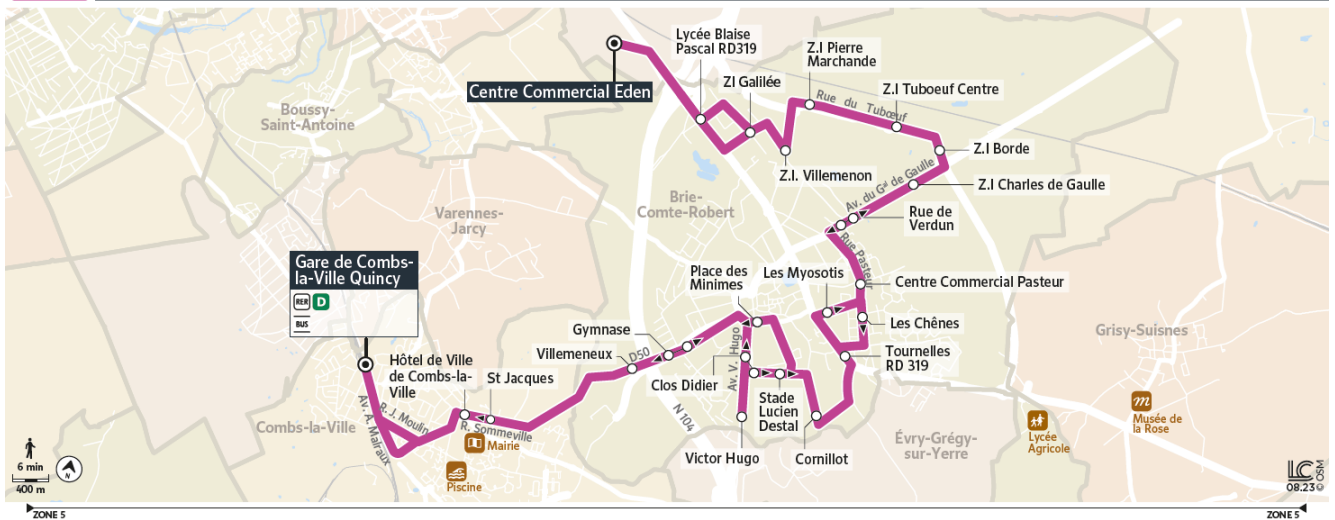 Lycée Blaise
Pascal RD319
Z.I Pierre
Marchande
ZI Galilée
Rue du Tubœuf
Z.I Tuboeuf Centre
Centre Commercial Eden
Boussy-
Saint-Antoine
Z.I Borde
Z.I. Villemenon
Z.I Charles de Gaulle
Av. du Gal de Gaulle
Brie-
Comte-Robert
Varennes-
Jarcy
Rue de
Verdun
Rue Pasteur
Gare de Combs-
la-Ville Quincy
RER D
BUS
Place des
Minimes
Les Myosotis
Centre Commercial Pasteur
Les Chênes
Grisy-Suisnes
Gymnase
Villemeneux
D50
Av. V. Hugo
Tournelles
RD 319
Hôtel de Ville
de Combs-la-
Ville
St Jacques
Clos Didier
Stade
Lucien
Destal
Av. A. Malraux
R. J. Moulin
R. Sommeville
Combs-la-Ville
N 104
Mairie
Musée de
la Rose
M
Lycée
Agricole
Évry-Grégy-
sur-Yerre
Victor Hugo
Cornillot
Piscine
6 min
400 m
N
LC
08.23 © OSM
ZONE 5
ZONE 5